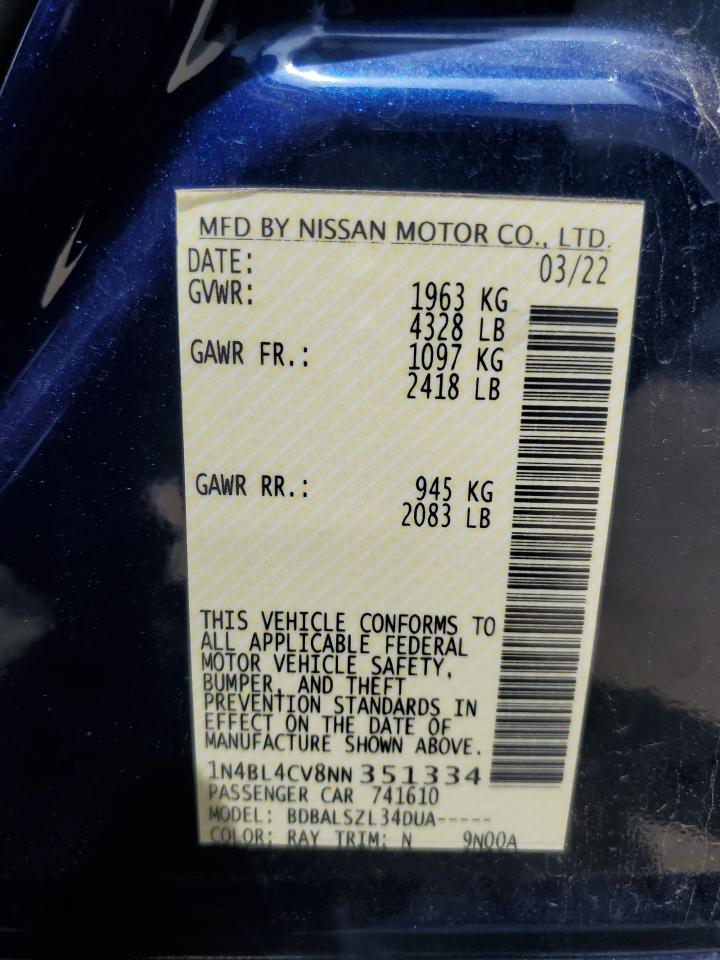 MFD BY NISSAN MOTOR CO., LTD.
DATE: 03/22
GVWR: 1963 KG
4328 LB
GAWR FR.: 1097 KG
2418 LB
GAWR RR.: 945 KG
2083 LB
THIS VEHICLE CONFORMS TO
ALL APPLICABLE FEDERAL
MOTOR VEHICLE SAFETY,
BUMPER, AND THEFT
PREVENTION STANDARDS IN
EFFECT ON THE DATE OF
MANUFACTURE SHOWN ABOVE.
1N4BL4CV8NN351334
PASSENGER CAR 741610
MODEL: BDBALSZL34DUA-----
COLOR: RAY TRIM: N 9N00A